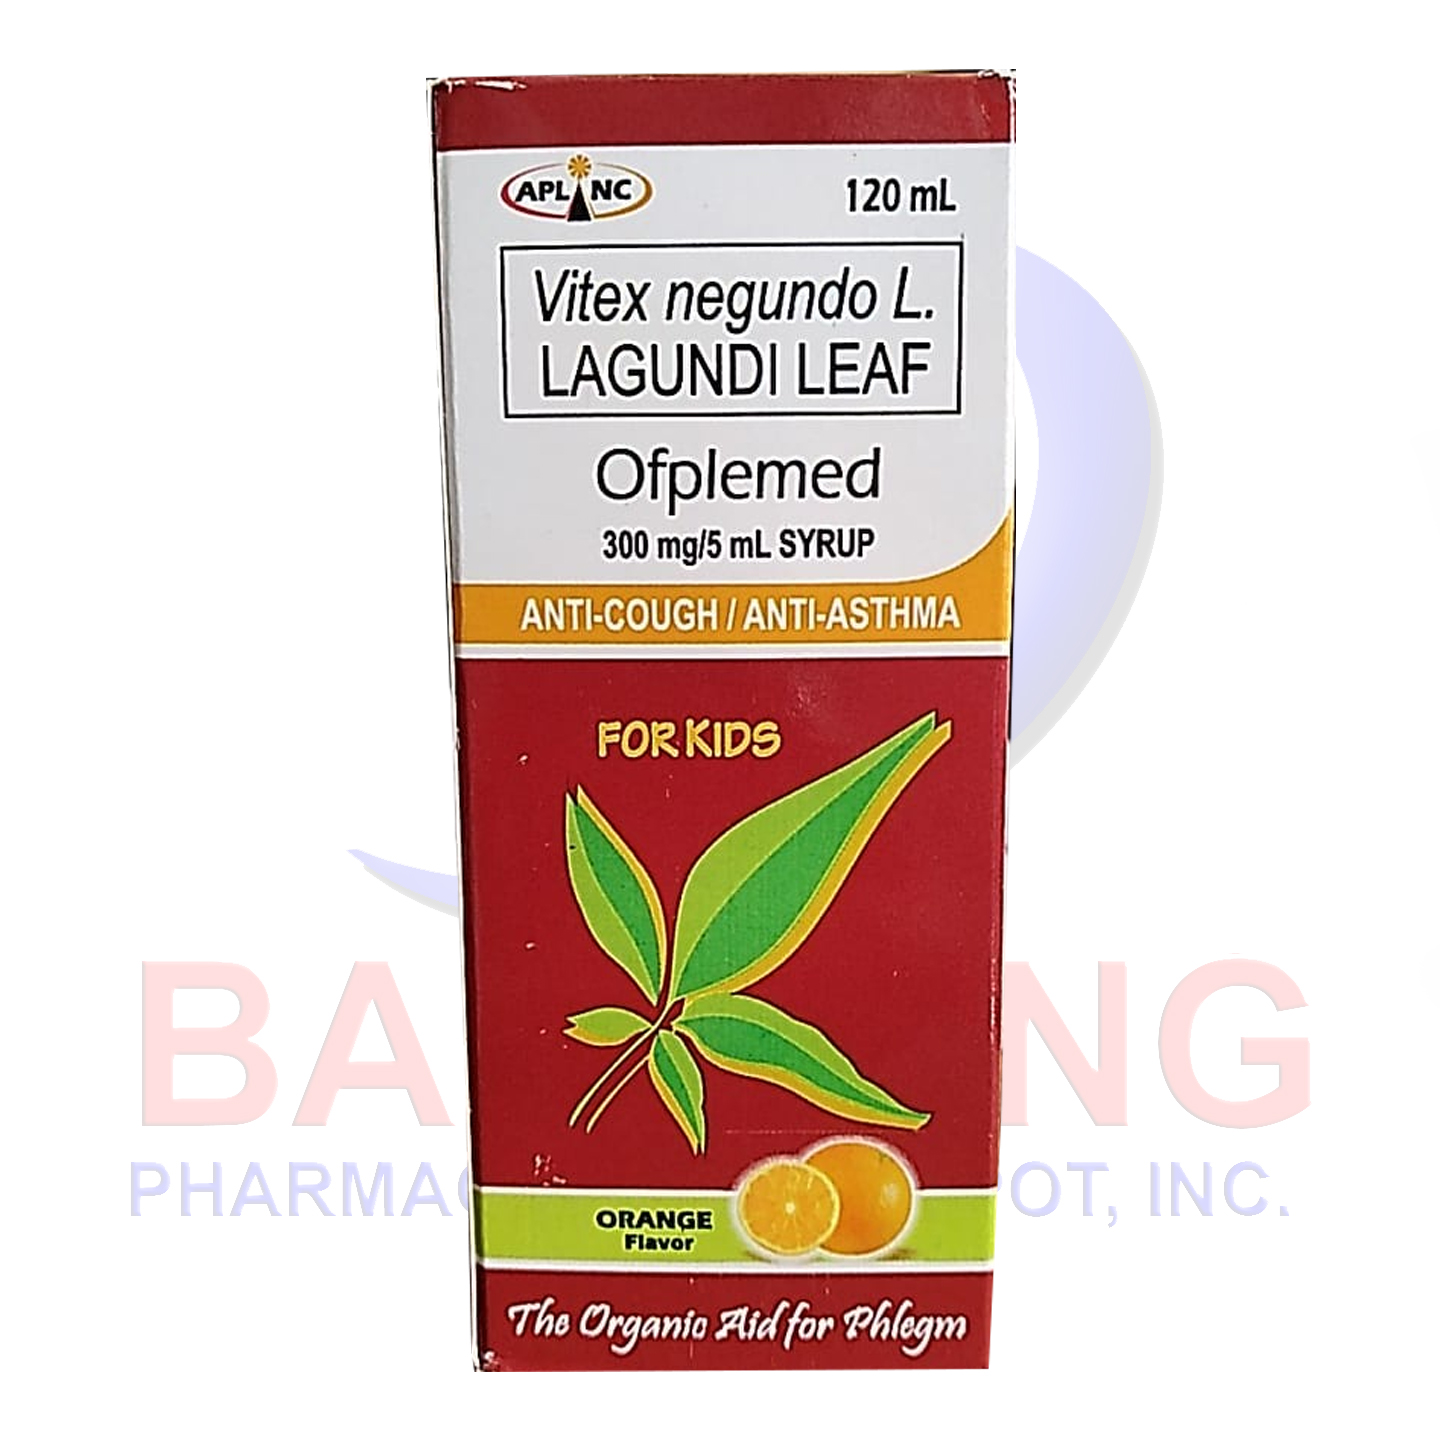 APLINC
120 mL
Vitex negundo L.
LAGUNDI LEAF
Ofplemed
300 mg/5 mL SYRUP
ANTI-COUGH / ANTI-ASTHMA
FOR KIDS
ORANGE
Flavor
The Organic Aid for Phlegm
INC.